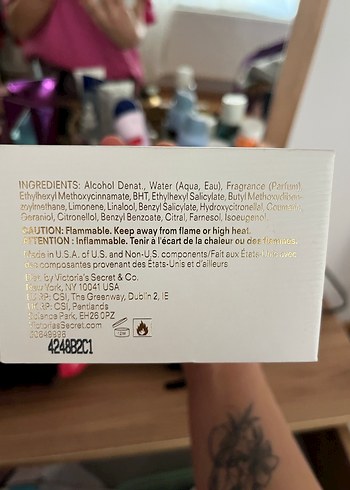 INGREDIENTS: Alcohol Denat., Water (Aqua, Eau), Fragrance (Parfum),
Ethylhexyl Methoxycinnamate, BHT, Ethylhexyl Salicylate, Butyl Methoxydiben-
zoylmethane, Limonene, Linalool, Benzyl Salicylate, Hydroxycitronellal, Coumarin,
Geraniol, Citronellol, Benzyl Benzoate, Citral, Farnesol, Isoeugenol.
CAUTION: Flammable. Keep away from flame or high heat.
ATTENTION : Inflammable. Tenir à l'écart de la chaleur ou des flammes.
Made in U.S.A. of U.S. and Non-U.S. components/Fait aux États-Unis avec
des composantes provenant des États-Unis et d'ailleurs
by Victoria's Secret & Co.
New York, NY 10041 USA
RP: CSI, The Greenway, Dublin 2, IE
RP: CSI, Pentlands
Science Park, EH26 0PZ
VictoriasSecret.com
4248B2C1